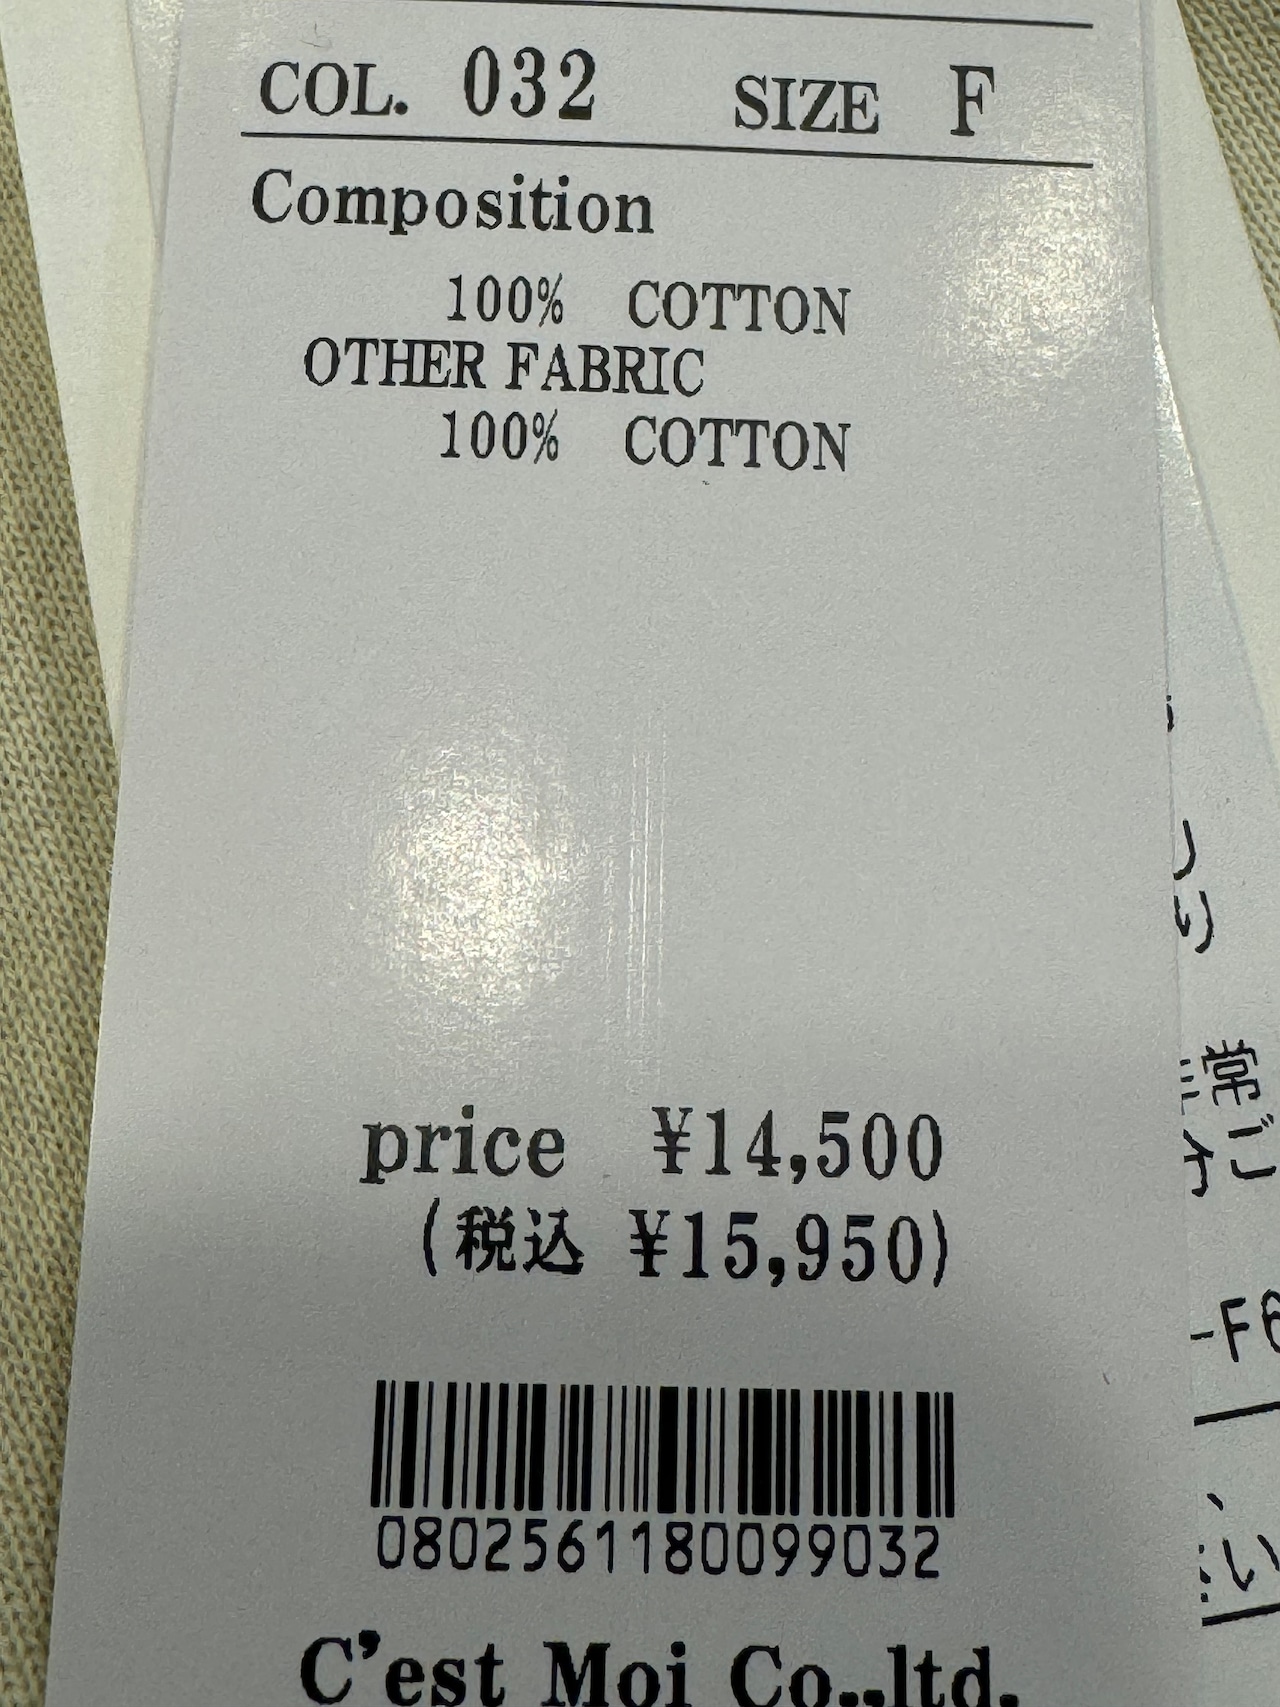 COL. 032 SIZE F
Composition
100% COTTON
OTHER FABRIC
100% COTTON
price ¥14,500
(税込 ¥15,950)
0802561180099032
C'est Moi Co.,ltd.